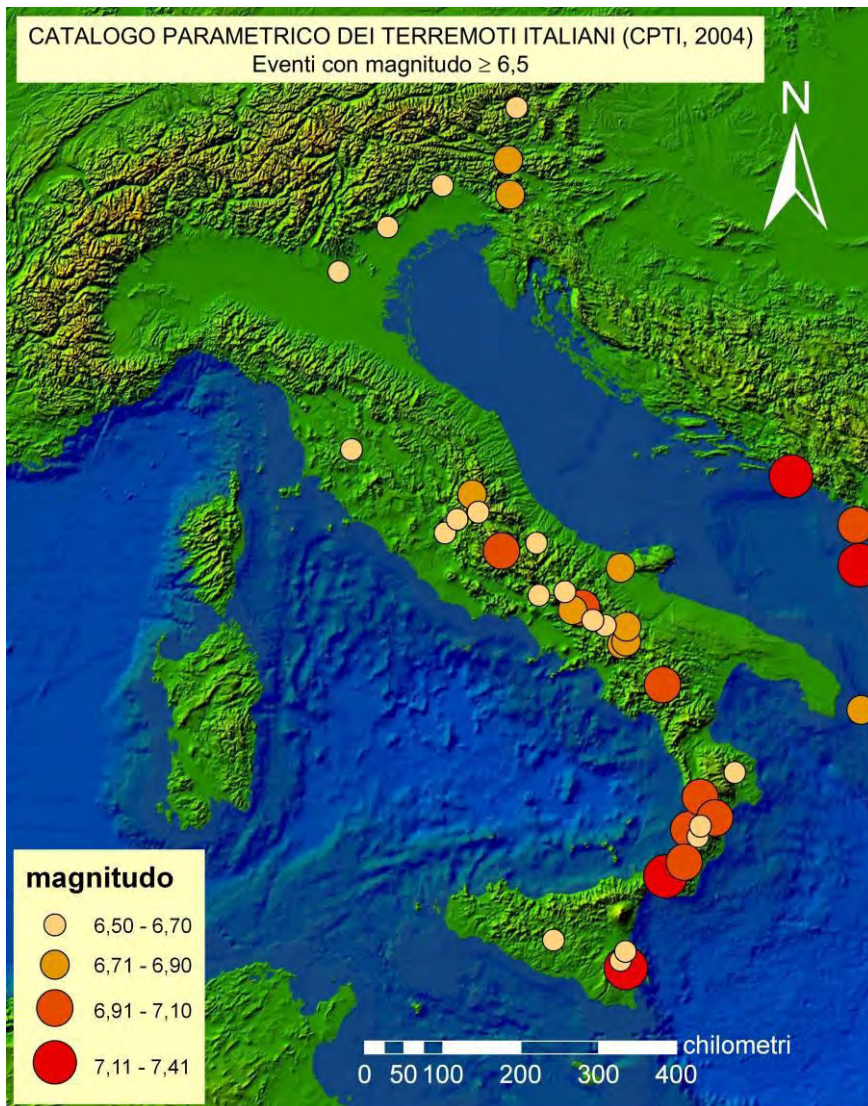 CATALOGO PARAMETRICO DEI TERREMOTI ITALIANI (CPTI, 2004)
Eventi con magnitudo ≥ 6,5
N
magnitudo
6,50 - 6,70
6,71 - 6,90
6,91 - 7,10
7,11 - 7,41
chilometri
0 50 100 200 300 400